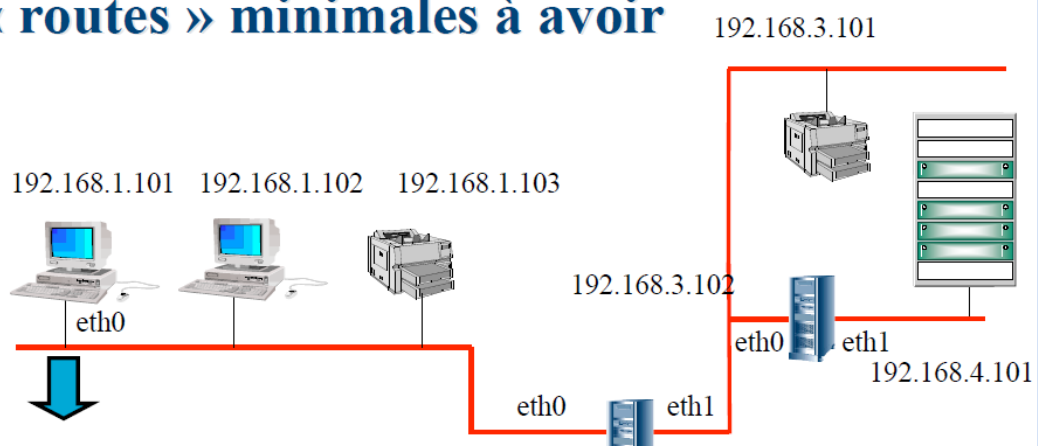 « routes » minimales à avoir
192.168.3.101
192.168.1.101 192.168.1.102 192.168.1.103
192.168.3.102
eth0
eth0 eth1
192.168.4.101
eth0 eth1